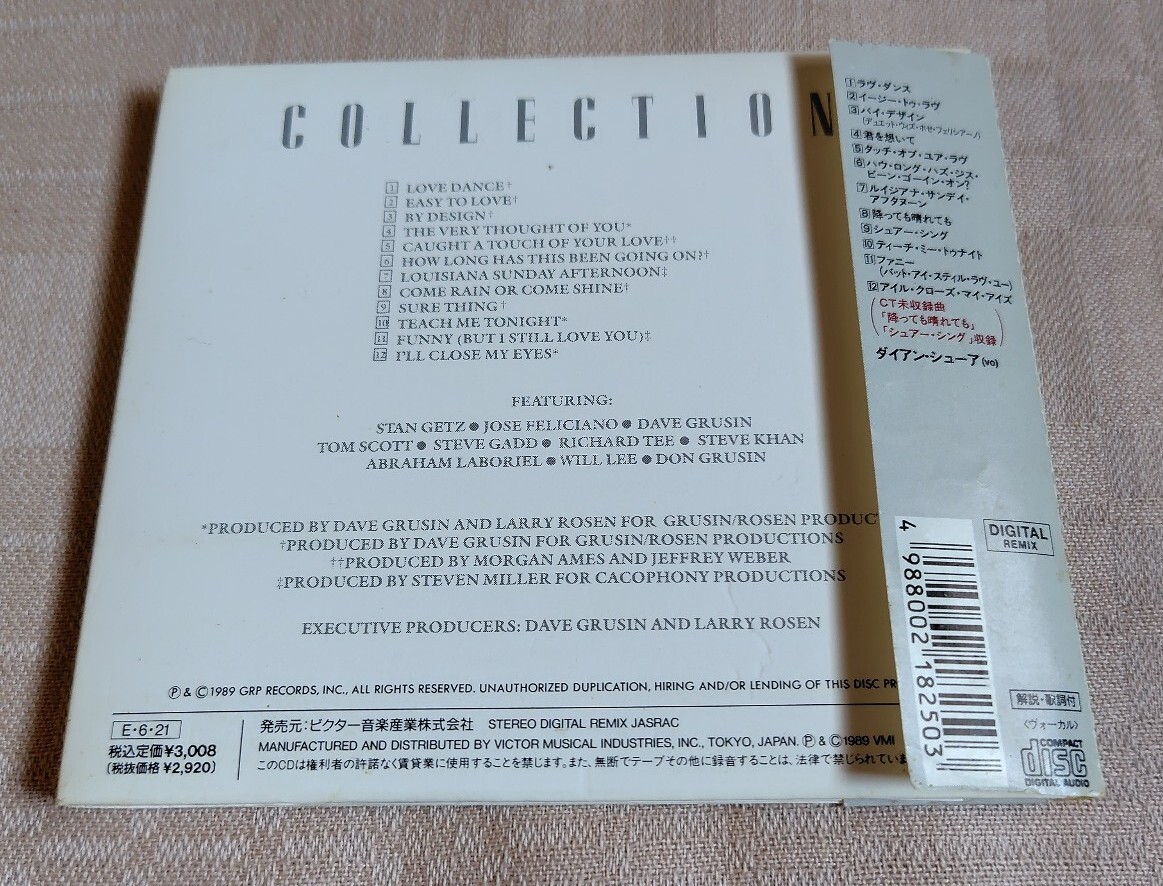 COLLECTION
1 LOVE DANCE†
2 EASY TO LOVE†
3 BY DESIGN†
4 THE VERY THOUGHT OF YOU*
5 CAUGHT A TOUCH OF YOUR LOVE††
6 HOW LONG HAS THIS BEEN GOING ON?†
7 LOUISIANA SUNDAY AFTERNOON‡
8 COME RAIN OR COME SHINE†
9 SURE THING†
10 TEACH ME TONIGHT*
11 FUNNY (BUT I STILL LOVE YOU)‡
12 I'LL CLOSE MY EYES*
FEATURING:
STAN GETZ ● JOSE FELICIANO ● DAVE GRUSIN
TOM SCOTT ● STEVE GADD ● RICHARD TEE ● STEVE KHAN
ABRAHAM LABORIEL ● WILL LEE ● DON GRUSIN
*PRODUCED BY DAVE GRUSIN AND LARRY ROSEN FOR GRUSIN/ROSEN PRODUCT
†PRODUCED BY DAVE GRUSIN FOR GRUSIN/ROSEN PRODUCTIONS
††PRODUCED BY MORGAN AMES AND JEFFREY WEBER
‡PRODUCED BY STEVEN MILLER FOR CACOPHONY PRODUCTIONS
EXECUTIVE PRODUCERS: DAVE GRUSIN AND LARRY ROSEN
Ⓟ & ©1989 GRP RECORDS, INC., ALL RIGHTS RESERVED. UNAUTHORIZED DUPLICATION, HIRING AND/OR LENDING OF THIS DISC PR
E・6・21
税込定価¥3,008
(税抜価格¥2,920)
発売元:ビクター音楽産業株式会社 STEREO DIGITAL REMIX JASRAC
MANUFACTURED AND DISTRIBUTED BY VICTOR MUSICAL INDUSTRIES, INC., TOKYO, JAPAN. Ⓟ & ©1989 VMI
このCDは権利者の許諾なく賃貸業に使用することを禁じます。また、無断でテープその他に録音することは、法律で禁じられていま
1 ラヴ・ダンス
2 イージー・トゥ・ラヴ
3 バイ・デザイン
(デュエット・ウィズ・ホセ・フェリシアーノ)
4 君を想いて
5 タッチ・オブ・ユア・ラヴ
6 ハウ・ロング・ハズ・ジス・
ビーン・ゴーイン・オン?
7 ルイジアナ・サンデイ・
アフタヌーン
8 降っても晴れても
9 シュアー・シング
10 ティーチ・ミー・トゥナイト
11 ファニー
(バット・アイ・スティル・ラヴ・ユー)
12 アイル・クローズ・マイ・アイズ
CT未収録曲
「降っても晴れても」
「シュアー・シング」収録
ダイアン・シューア(vo)
4 988002 182503
DIGITAL
REMIX
解説・歌詞付
〈ヴォーカル〉
COMPACT
disc
DIGITAL AUDIO